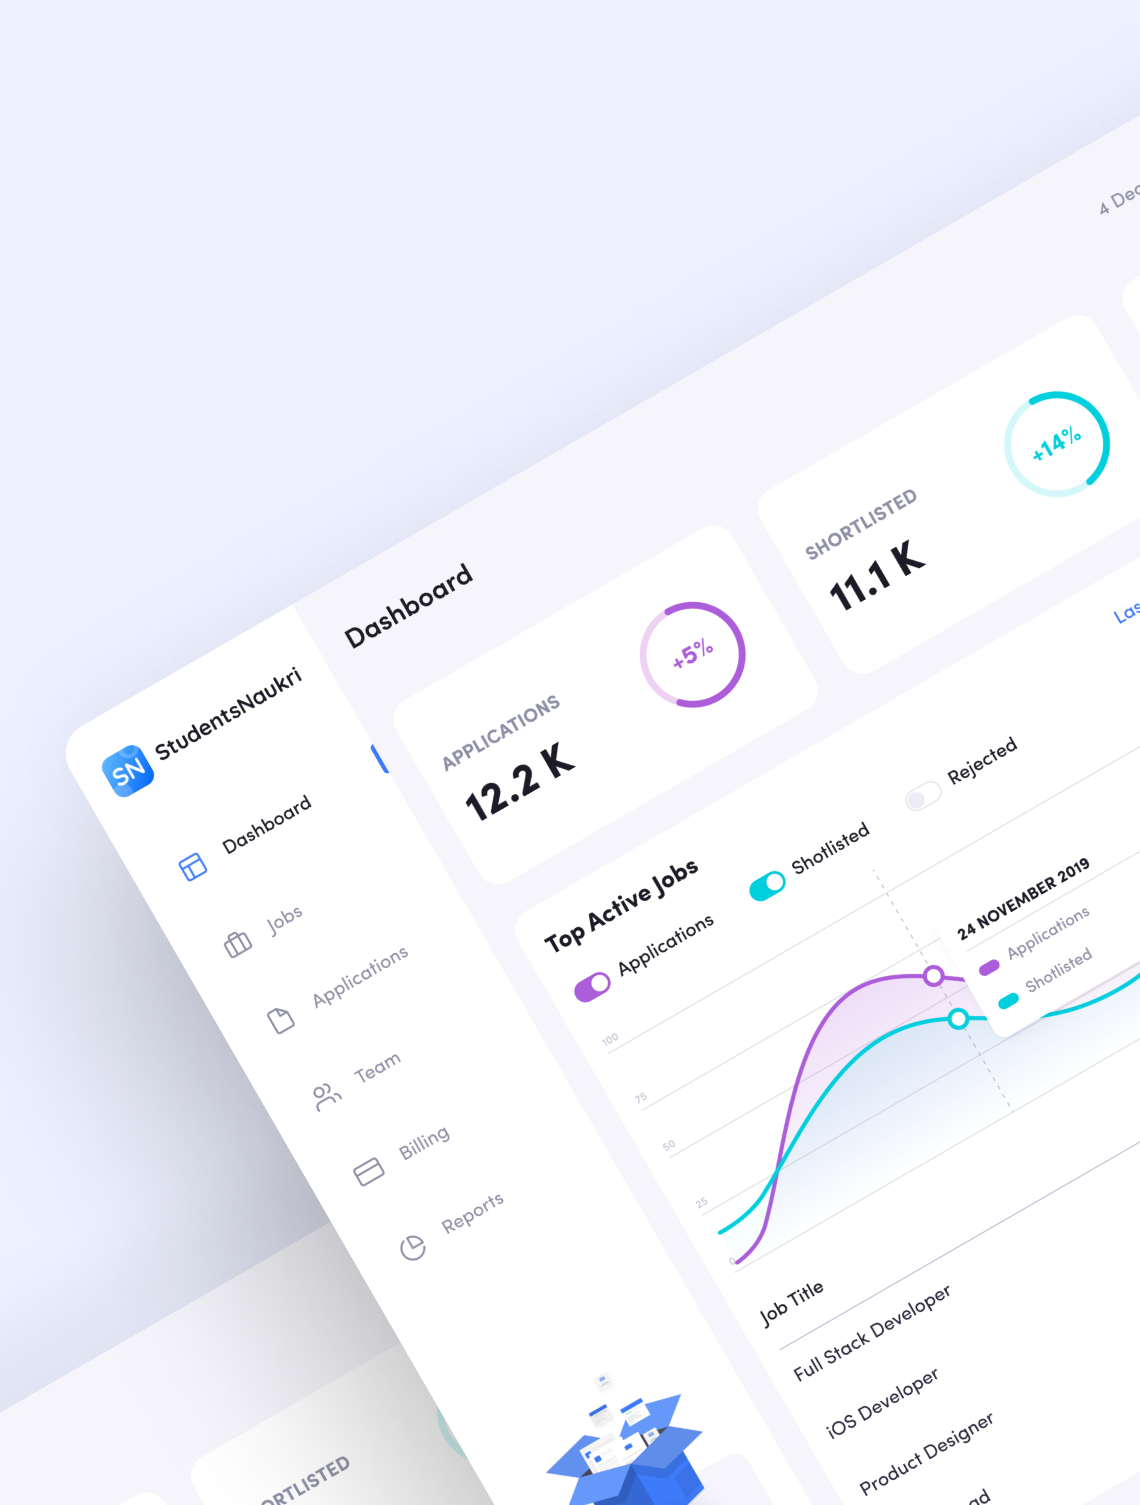 SN StudentsNaukri
Dashboard
Jobs
Applications
Team
Billing
Reports
Dashboard
4 Dec
APPLICATIONS
12.2 K
+5%
SHORTLISTED
11.1 K
+14%
Top Active Jobs
Las
Applications
Shotlisted
Rejected
100
75
50
25
0
24 NOVEMBER 2019
Applications
Shotlisted
Job Title
Full Stack Developer
iOS Developer
Product Designer
ad
ORTLISTED